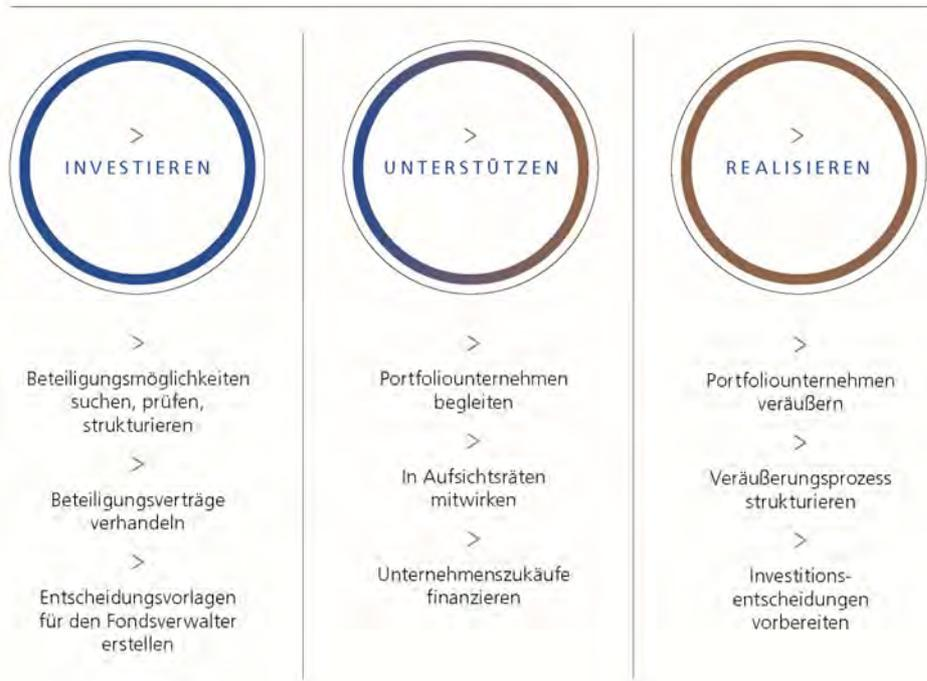 >
INVESTIEREN
>
Beteiligungsmöglichkeiten
suchen, prüfen,
strukturieren
>
Beteiligungsverträge
verhandeln
>
Entscheidungsvorlagen
für den Fondsverwalter
erstellen
>
UNTERSTÜTZEN
>
Portfoliounternehmen
begleiten
>
In Aufsichtsräten
mitwirken
>
Unternehmenszukäufe
finanzieren
>
REALISIEREN
>
Portfoliounternehmen
veräußern
>
Veräußerungsprozess
strukturieren
>
Investitions-
entscheidungen
vorbereiten